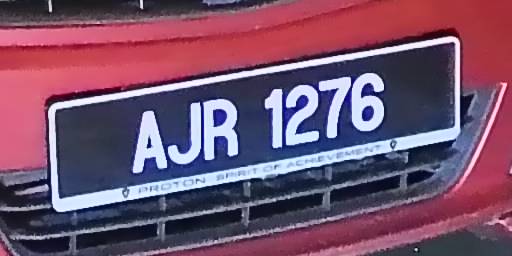 AJR 1276
PROTON. SPIRIT OF ACHIEVEMENT